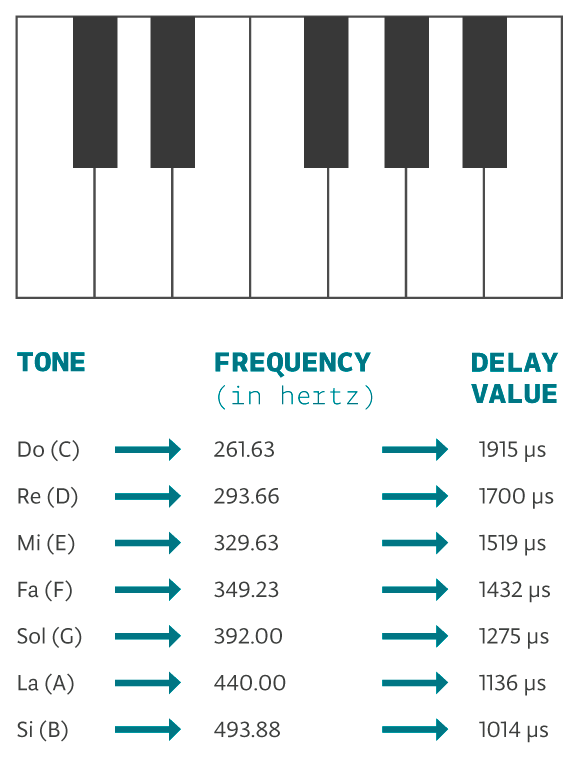 TONE FREQUENCY DELAY
(in hertz) VALUE
Do (C) 261.63 1915 µs
Re (D) 293.66 1700 µs
Mi (E) 329.63 1519 µs
Fa (F) 349.23 1432 µs
Sol (G) 392.00 1275 µs
La (A) 440.00 1136 µs
Si (B) 493.88 1014 µs